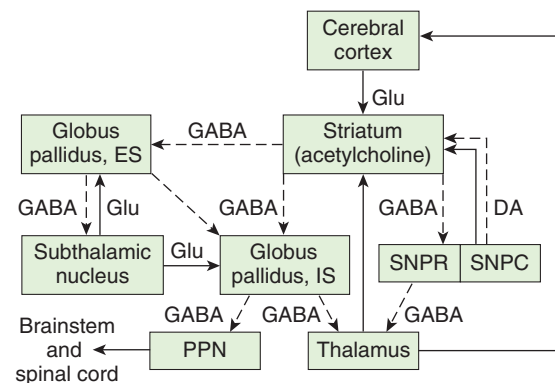 Cerebral
cortex
Glu
GABA
Globus
pallidus, ES
Striatum
(acetylcholine)
GABA
Glu
GABA
GABA
DA
Subthalamic
nucleus
Glu
Globus
pallidus, IS
SNPR
SNPC
GABA
GABA
GABA
Brainstem
and
spinal cord
PPN
Thalamus